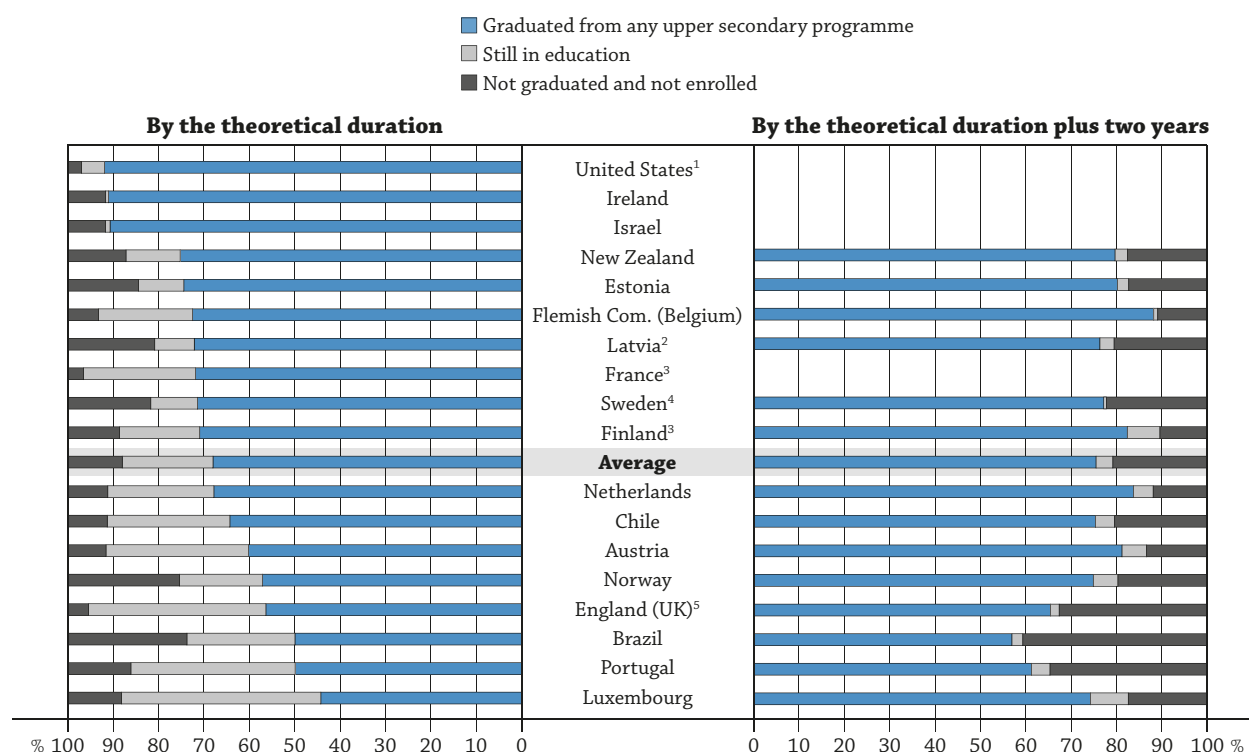 Graduated from any upper secondary programme
Still in education
Not graduated and not enrolled
By the theoretical duration
By the theoretical duration plus two years
United States¹
Ireland
Israel
New Zealand
Estonia
Flemish Com. (Belgium)
Latvia²
France³
Sweden⁴
Finland³
Average
Netherlands
Chile
Austria
Norway
England (UK)⁵
Brazil
Portugal
Luxembourg
% 100 90 80 70 60 50 40 30 20 10 0
0 10 20 30 40 50 60 70 80 90 100 %